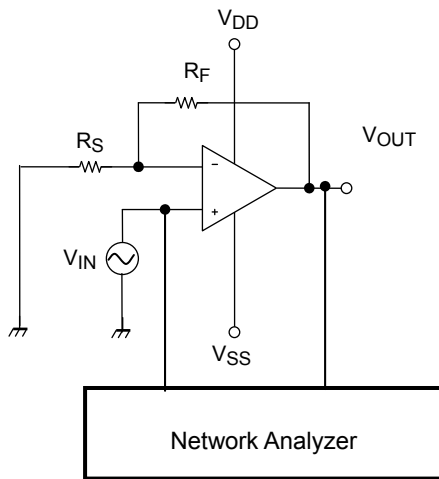 VDD
RF
RS
VOUT
-
+
VIN
VSS
Network Analyzer